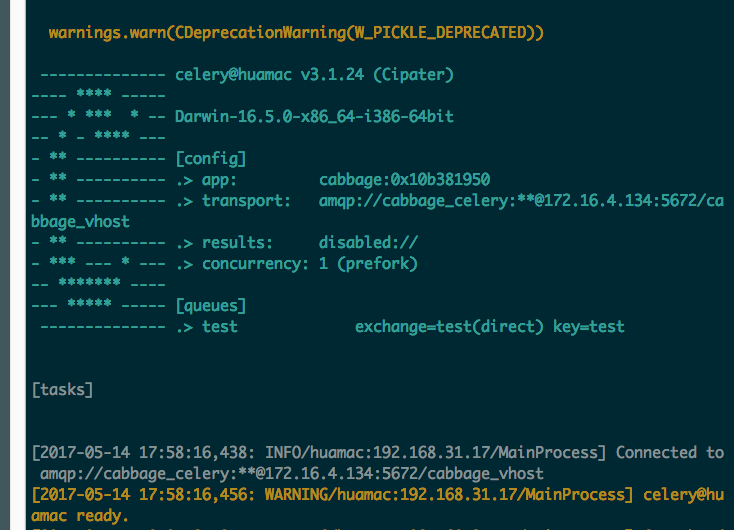 warnings.warn(CDeprecationWarning(W_PICKLE_DEPRECATED))
-------------- celery@huamac v3.1.24 (Cipater)
---- **** -----
--- * ***  * -- Darwin-16.5.0-x86_64-i386-64bit
-- * - **** ---
- ** ---------- [config]
- ** ---------- .> app:         cabbage:0x10b381950
- ** ---------- .> transport:   amqp://cabbage_celery:**@172.16.4.134:5672/ca
bbage_vhost
- ** ---------- .> results:     disabled://
- *** --- * --- .> concurrency: 1 (prefork)
-- ******* ----
--- ***** ----- [queues]
-------------- .> test             exchange=test(direct) key=test
[tasks]
[2017-05-14 17:58:16,438: INFO/huamac:192.168.31.17/MainProcess] Connected to
amqp://cabbage_celery:**@172.16.4.134:5672/cabbage_vhost
[2017-05-14 17:58:16,456: WARNING/huamac:192.168.31.17/MainProcess] celery@hu
amac ready.